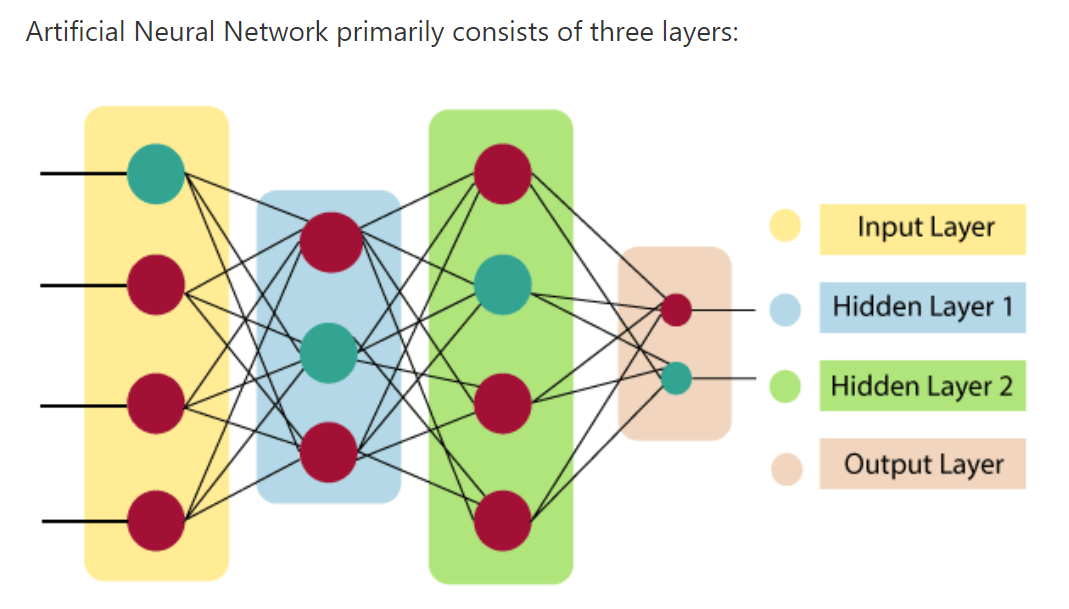 Artificial Neural Network primarily consists of three layers:
Input Layer
Hidden Layer 1
Hidden Layer 2
Output Layer